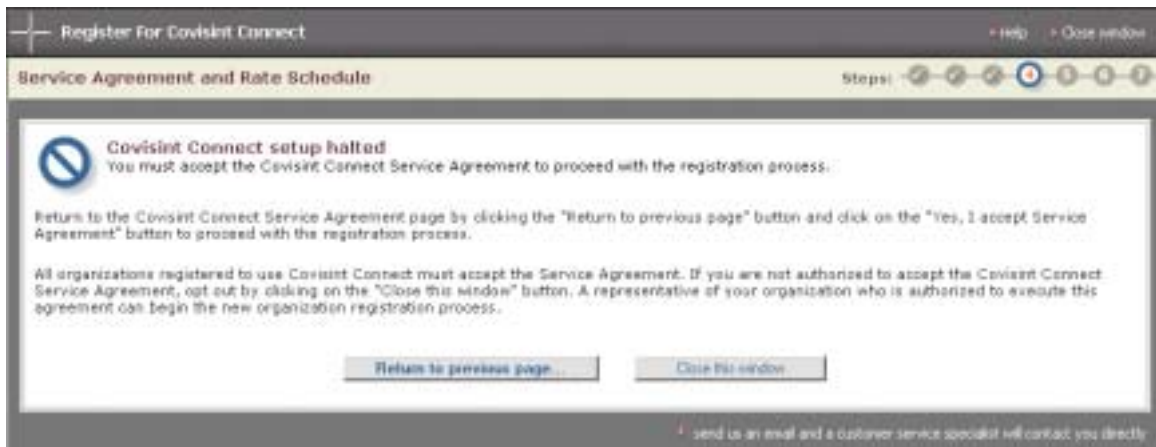 Register For Covisint Connect
Help
Close window
Service Agreement and Rate Schedule
Steps:
4
5
6
7
Covisint Connect setup halted
You must accept the Covisint Connect Service Agreement to proceed with the registration process.
Return to the Covisint Connect Service Agreement page by clicking the "Return to previous page" button and click on the "Yes, I accept Service
Agreement" button to proceed with the registration process.
All organizations registered to use Covisint Connect must accept the Service Agreement. If you are not authorized to accept the Covisint Connect
Service Agreement, opt out by clicking on the "Close this window" button. A representative of your organization who is authorized to execute this
agreement can begin the new organization registration process.
Return to previous page...
Close this window
send us an email and a customer service specialist will contact you directly